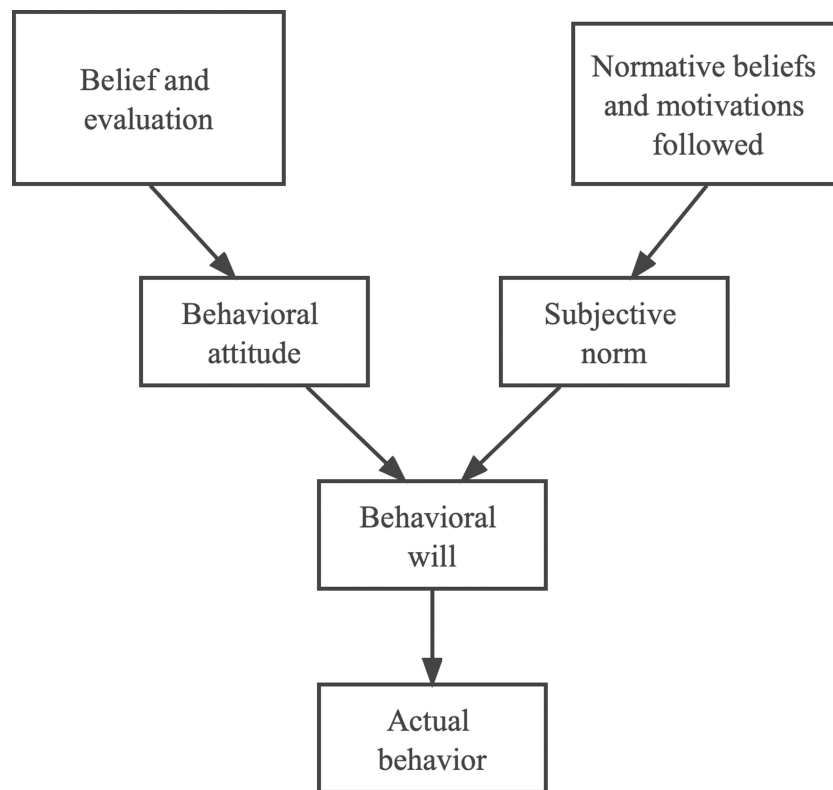 Belief and
evaluation
Normative beliefs
and motivations
followed
Behavioral
attitude
Subjective
norm
Behavioral
will
Actual
behavior